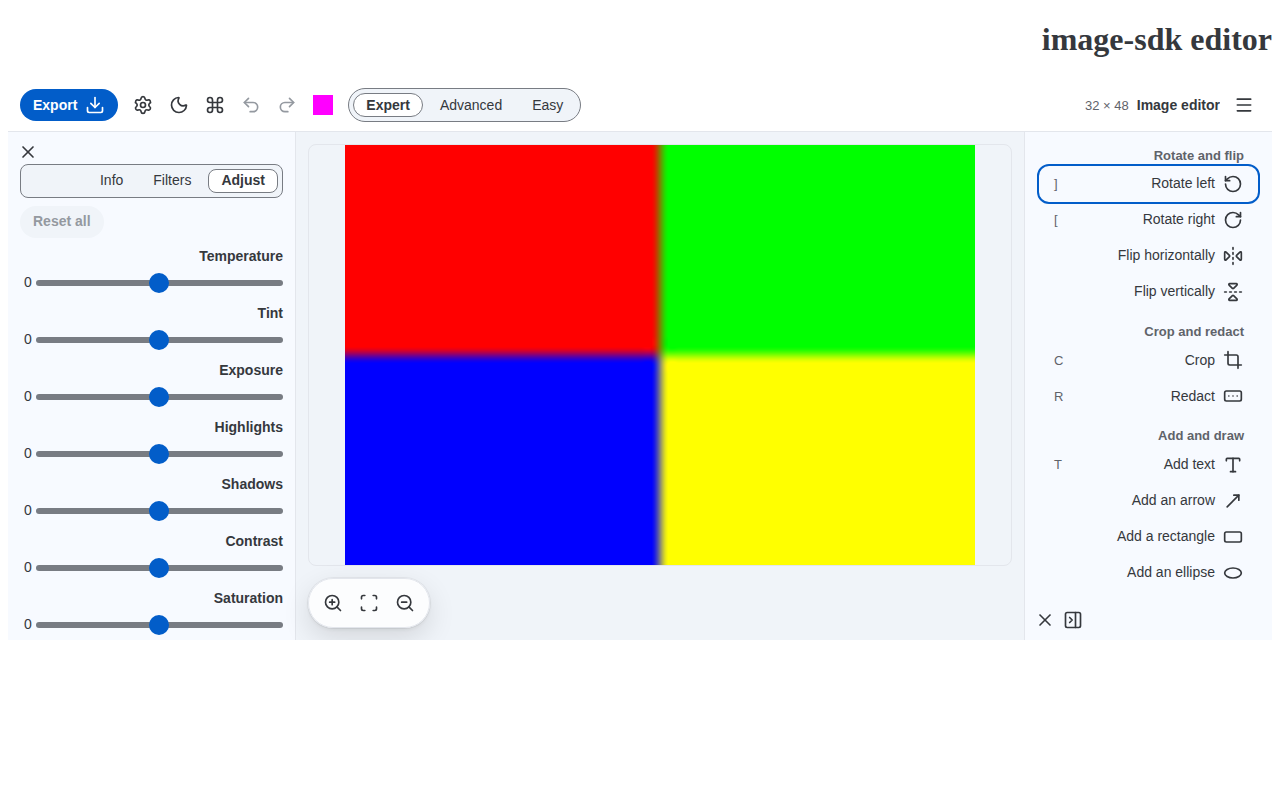 image-sdk editor
Export
Expert Advanced Easy
32 × 48 Image editor
Info Filters Adjust
Reset all
Temperature
0
Tint
0
Exposure
0
Highlights
0
Shadows
0
Contrast
0
Saturation
0
Rotate and flip
] Rotate left
[ Rotate right
Flip horizontally
Flip vertically
Crop and redact
C Crop
R Redact
Add and draw
T Add text
Add an arrow
Add a rectangle
Add an ellipse